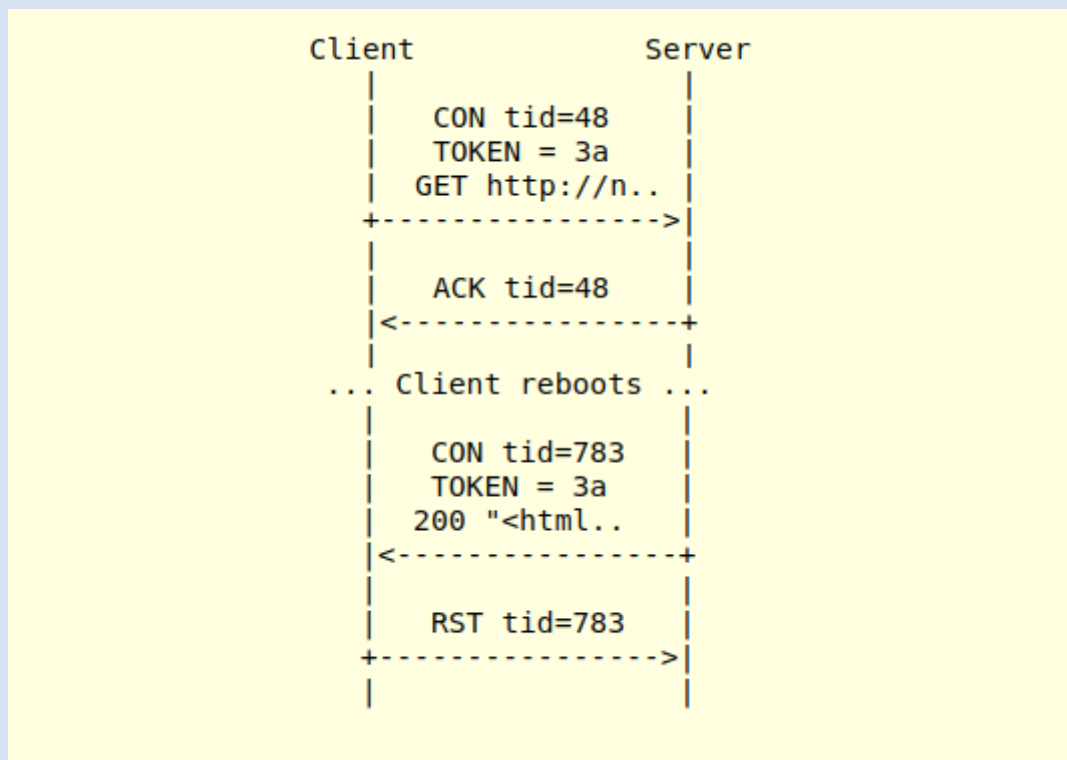 Client Server
| |
| CON tid=48 |
| TOKEN = 3a |
| GET http://n.. |
+---------------->|
| |
| ACK tid=48 |
|<----------------+
| |
... Client reboots ...
| |
| CON tid=783 |
| TOKEN = 3a |
| 200 "<html.. |
|<----------------+
| |
| RST tid=783 |
+---------------->|
| |